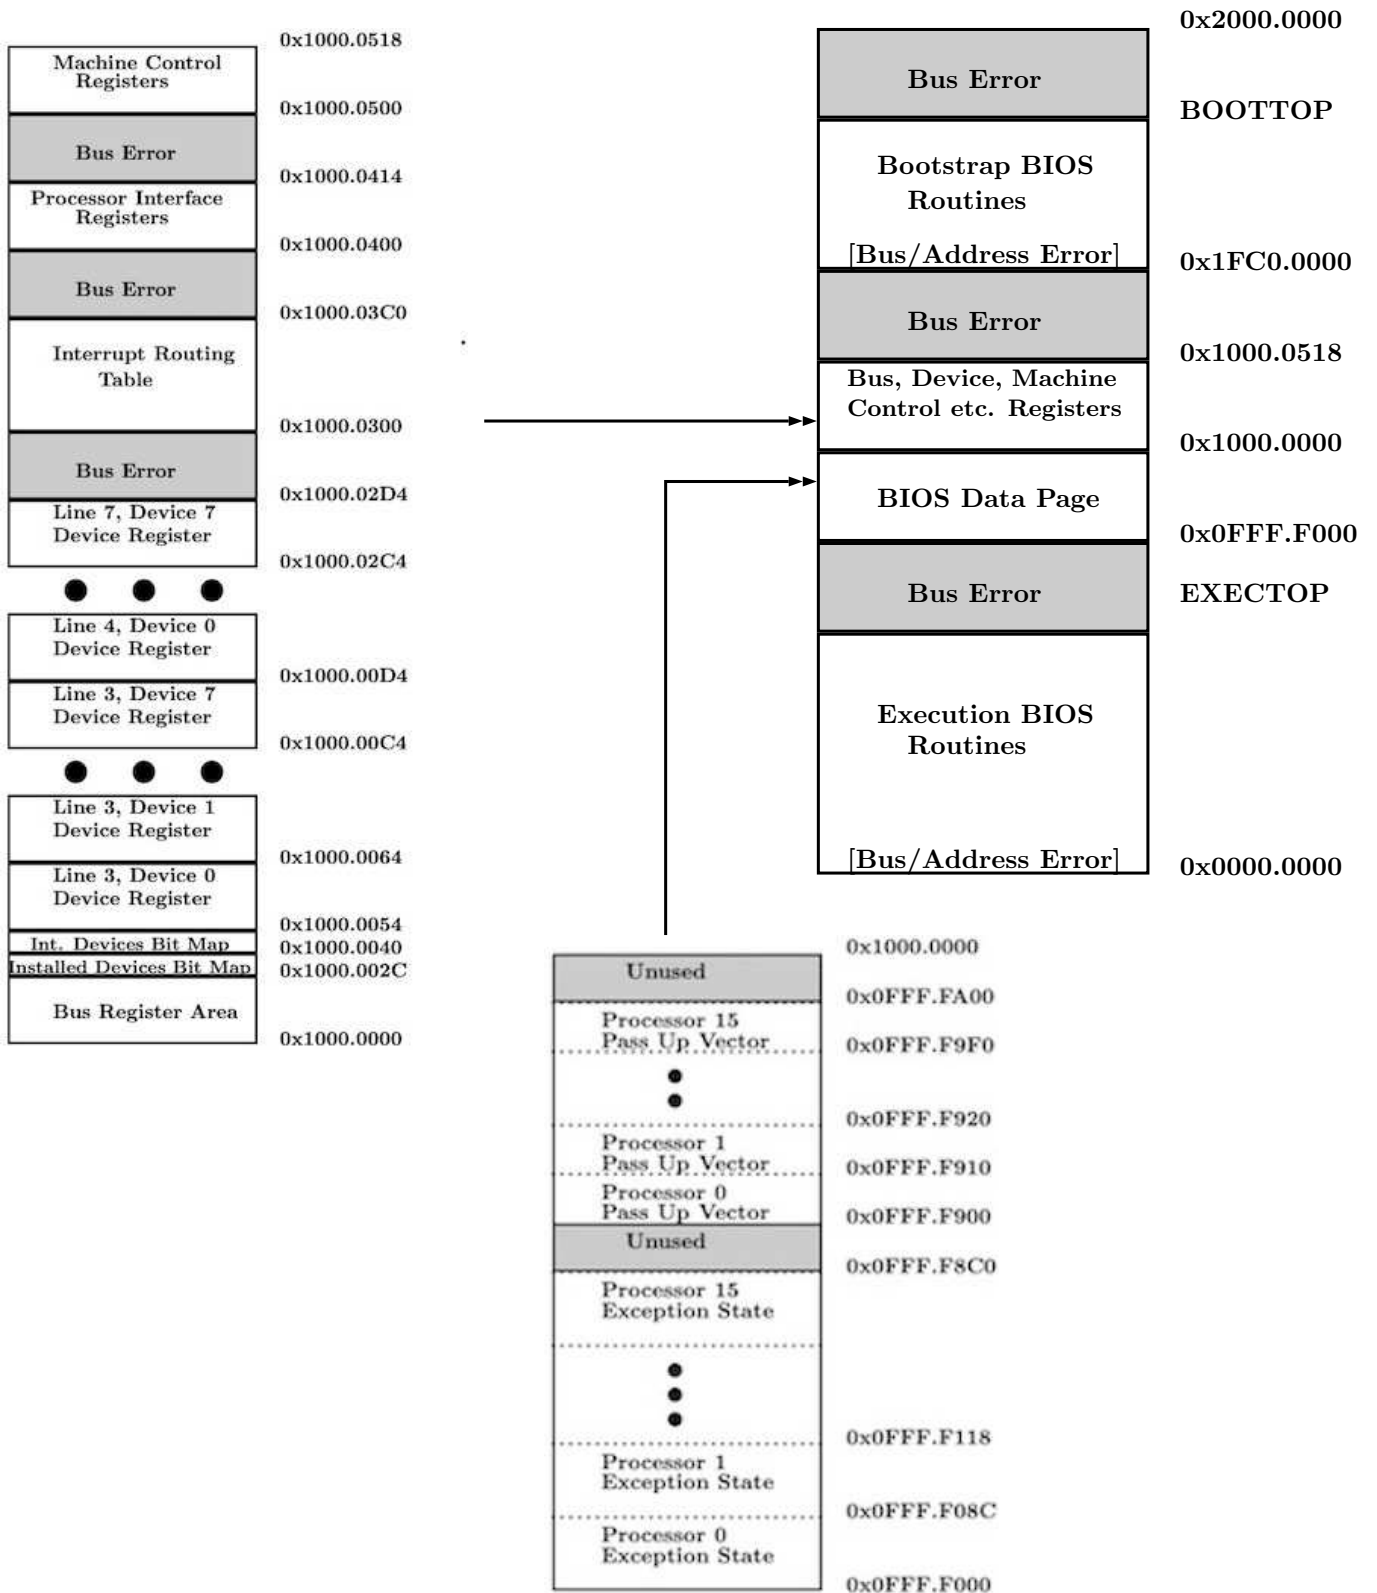 0x1000.0518
Machine Control
Registers
0x1000.0500
Bus Error
0x1000.0414
Processor Interface
Registers
0x1000.0400
Bus Error
0x1000.03C0
Interrupt Routing
Table
0x1000.0300
Bus Error
0x1000.02D4
Line 7, Device 7
Device Register
0x1000.02C4
Line 4, Device 0
Device Register
0x1000.00D4
Line 3, Device 7
Device Register
0x1000.00C4
Line 3, Device 1
Device Register
0x1000.0064
Line 3, Device 0
Device Register
0x1000.0054
Int. Devices Bit Map
0x1000.0040
Installed Devices Bit Map
0x1000.002C
Bus Register Area
0x1000.0000
0x2000.0000
Bus Error
BOOTTOP
Bootstrap BIOS
Routines
[Bus/Address Error]
0x1FC0.0000
Bus Error
0x1000.0518
Bus, Device, Machine
Control etc. Registers
0x1000.0000
BIOS Data Page
0x0FFF.F000
Bus Error
EXECTOP
Execution BIOS
Routines
[Bus/Address Error]
0x0000.0000
0x1000.0000
Unused
0x0FFF.FA00
Processor 15
Pass Up Vector
0x0FFF.F9F0
0x0FFF.F920
Processor 1
Pass Up Vector
0x0FFF.F910
Processor 0
Pass Up Vector
0x0FFF.F900
Unused
0x0FFF.F8C0
Processor 15
Exception State
0x0FFF.F118
Processor 1
Exception State
0x0FFF.F08C
Processor 0
Exception State
0x0FFF.F000